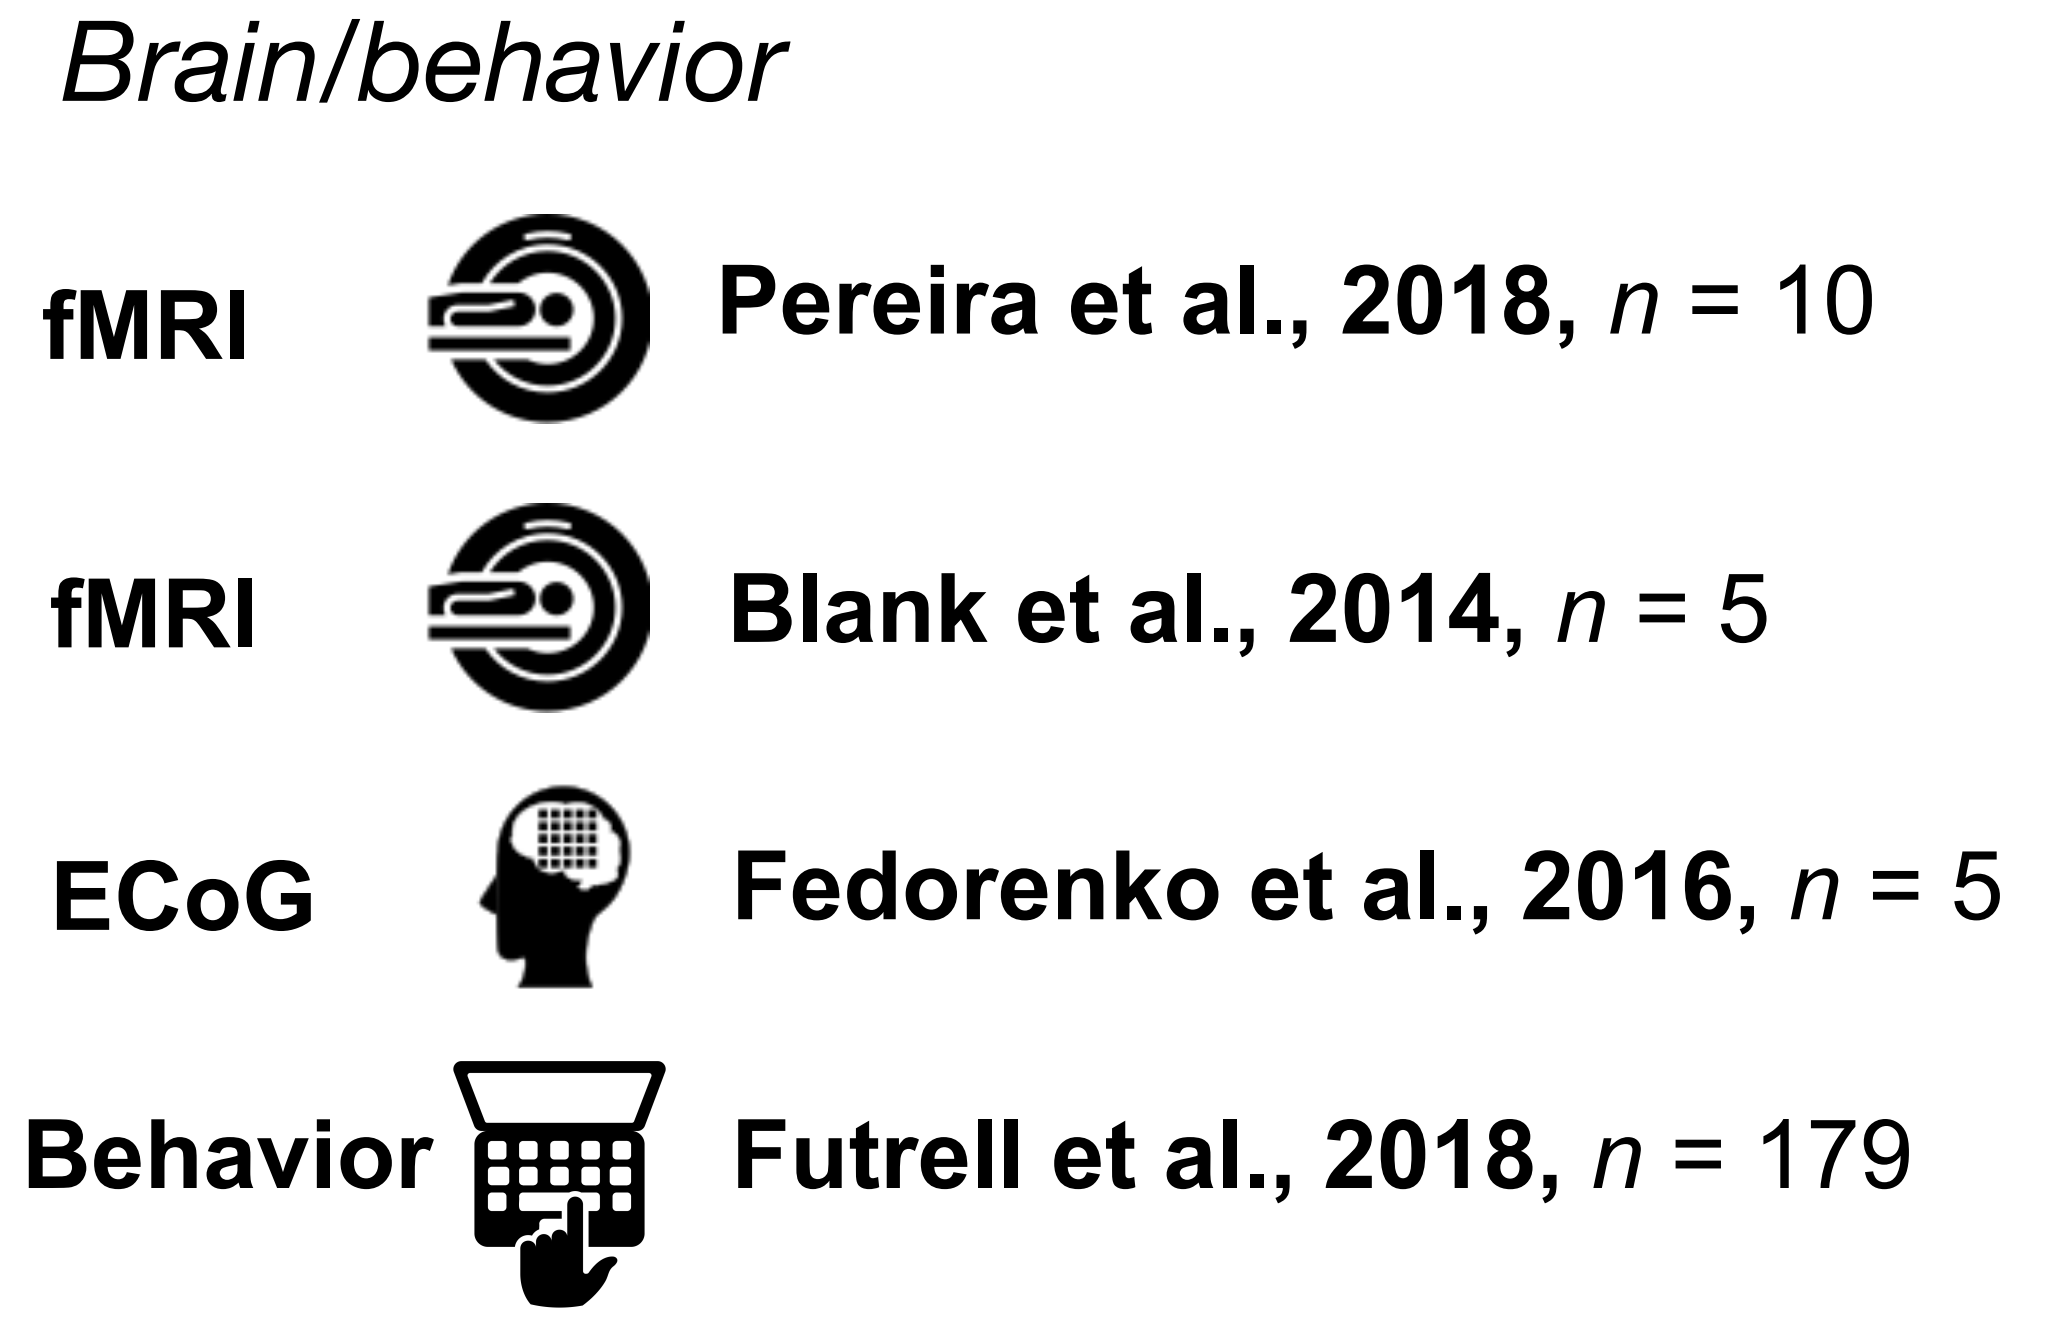 Brain/behavior
fMRI Pereira et al., 2018, n = 10
fMRI Blank et al., 2014, n = 5
ECoG Fedorenko et al., 2016, n = 5
Behavior Futrell et al., 2018, n = 179